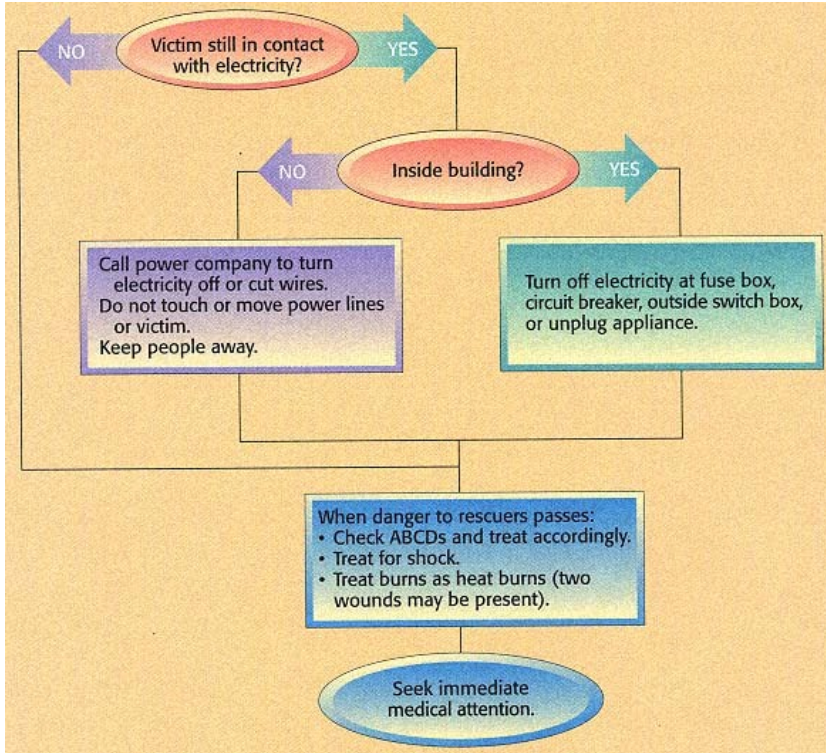 NO
Victim still in contact
with electricity?
YES
NO
Inside building?
YES
Call power company to turn
electricity off or cut wires.
Do not touch or move power lines
or victim.
Keep people away.
Turn off electricity at fuse box,
circuit breaker, outside switch box,
or unplug appliance.
When danger to rescuers passes:
• Check ABCDs and treat accordingly.
• Treat for shock.
• Treat burns as heat burns (two
wounds may be present).
Seek immediate
medical attention.